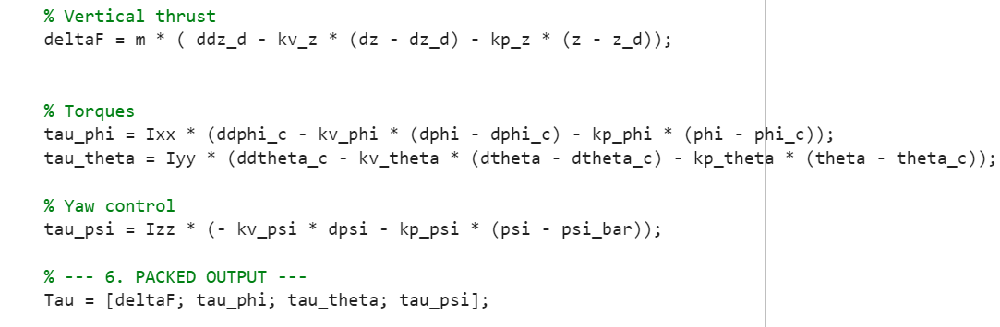 % Vertical thrust
deltaF = m * ( ddz_d - kv_z * (dz - dz_d) - kp_z * (z - z_d));
% Torques
tau_phi = Ixx * (ddphi_c - kv_phi * (dphi - dphi_c) - kp_phi * (phi - phi_c));
tau_theta = Iyy * (ddtheta_c - kv_theta * (dtheta - dtheta_c) - kp_theta * (theta - theta_c));
% Yaw control
tau_psi = Izz * (- kv_psi * dpsi - kp_psi * (psi - psi_bar));
% --- 6. PACKED OUTPUT ---
Tau = [deltaF; tau_phi; tau_theta; tau_psi];